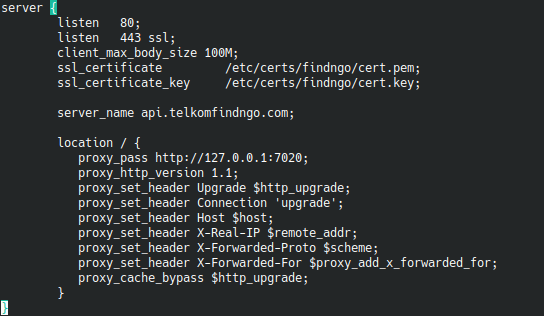 server {
listen 80;
listen 443 ssl;
client_max_body_size 100M;
ssl_certificate /etc/certs/findngo/cert.pem;
ssl_certificate_key /etc/certs/findngo/cert.key;
server_name api.telkomfindngo.com;
location / {
proxy_pass http://127.0.0.1:7020;
proxy_http_version 1.1;
proxy_set_header Upgrade $http_upgrade;
proxy_set_header Connection 'upgrade';
proxy_set_header Host $host;
proxy_set_header X-Real-IP $remote_addr;
proxy_set_header X-Forwarded-Proto $scheme;
proxy_set_header X-Forwarded-For $proxy_add_x_forwarded_for;
proxy_cache_bypass $http_upgrade;
}
}